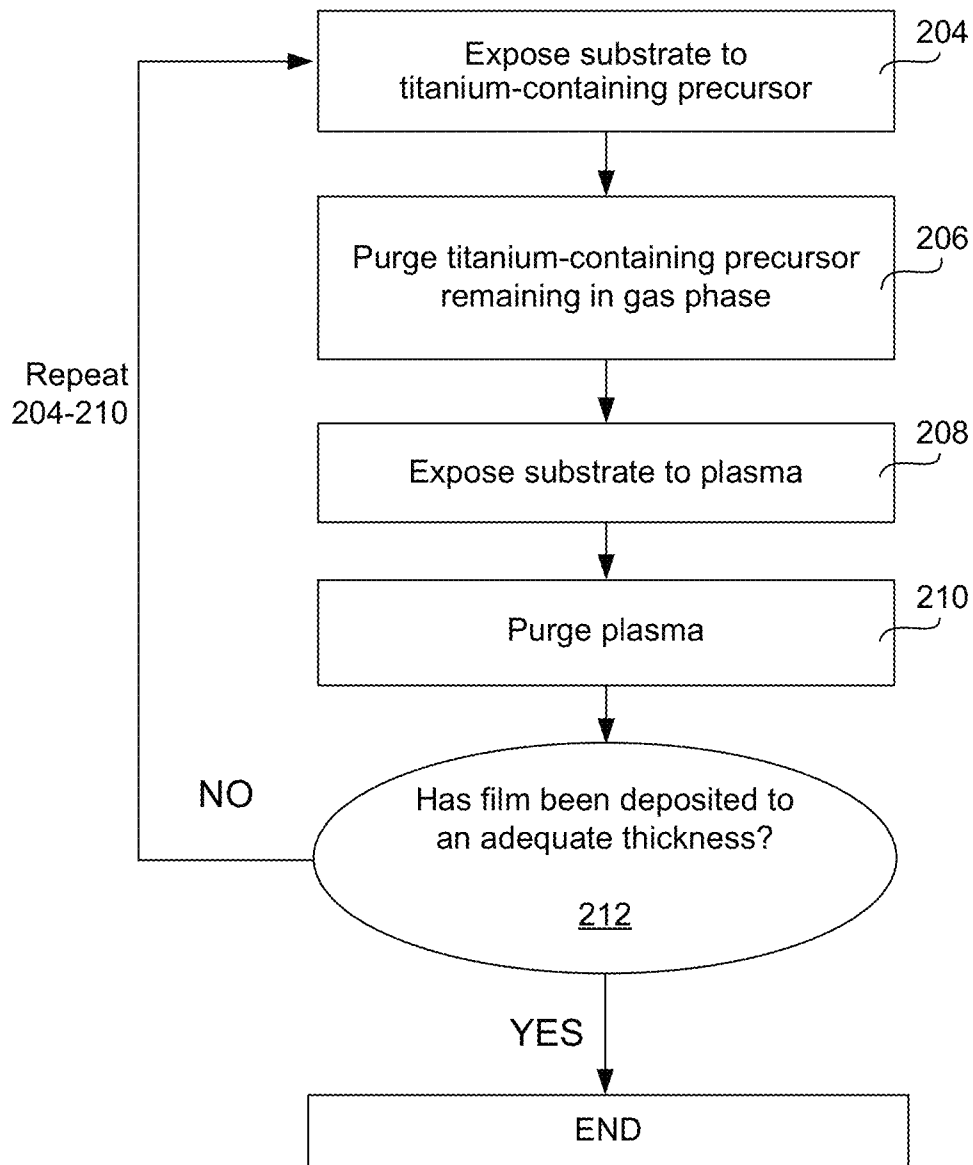 204
Expose substrate to
titanium-containing precursor
206
Purge titanium-containing precursor
remaining in gas phase
Repeat
204-210
208
Expose substrate to plasma
210
Purge plasma
NO
Has film been deposited to
an adequate thickness?
212
YES
END